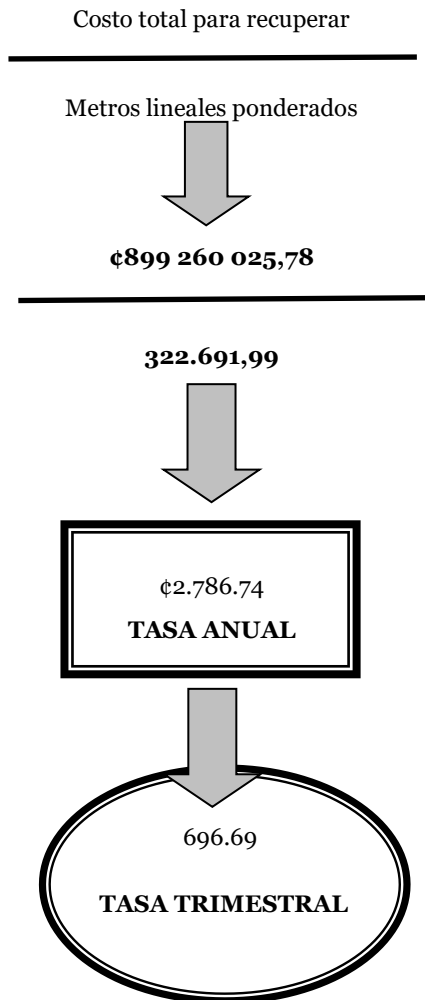 Costo total para recuperar
Metros lineales ponderados
¢899 260 025,78
322.691,99
¢2.786.74
TASA ANUAL
696.69
TASA TRIMESTRAL